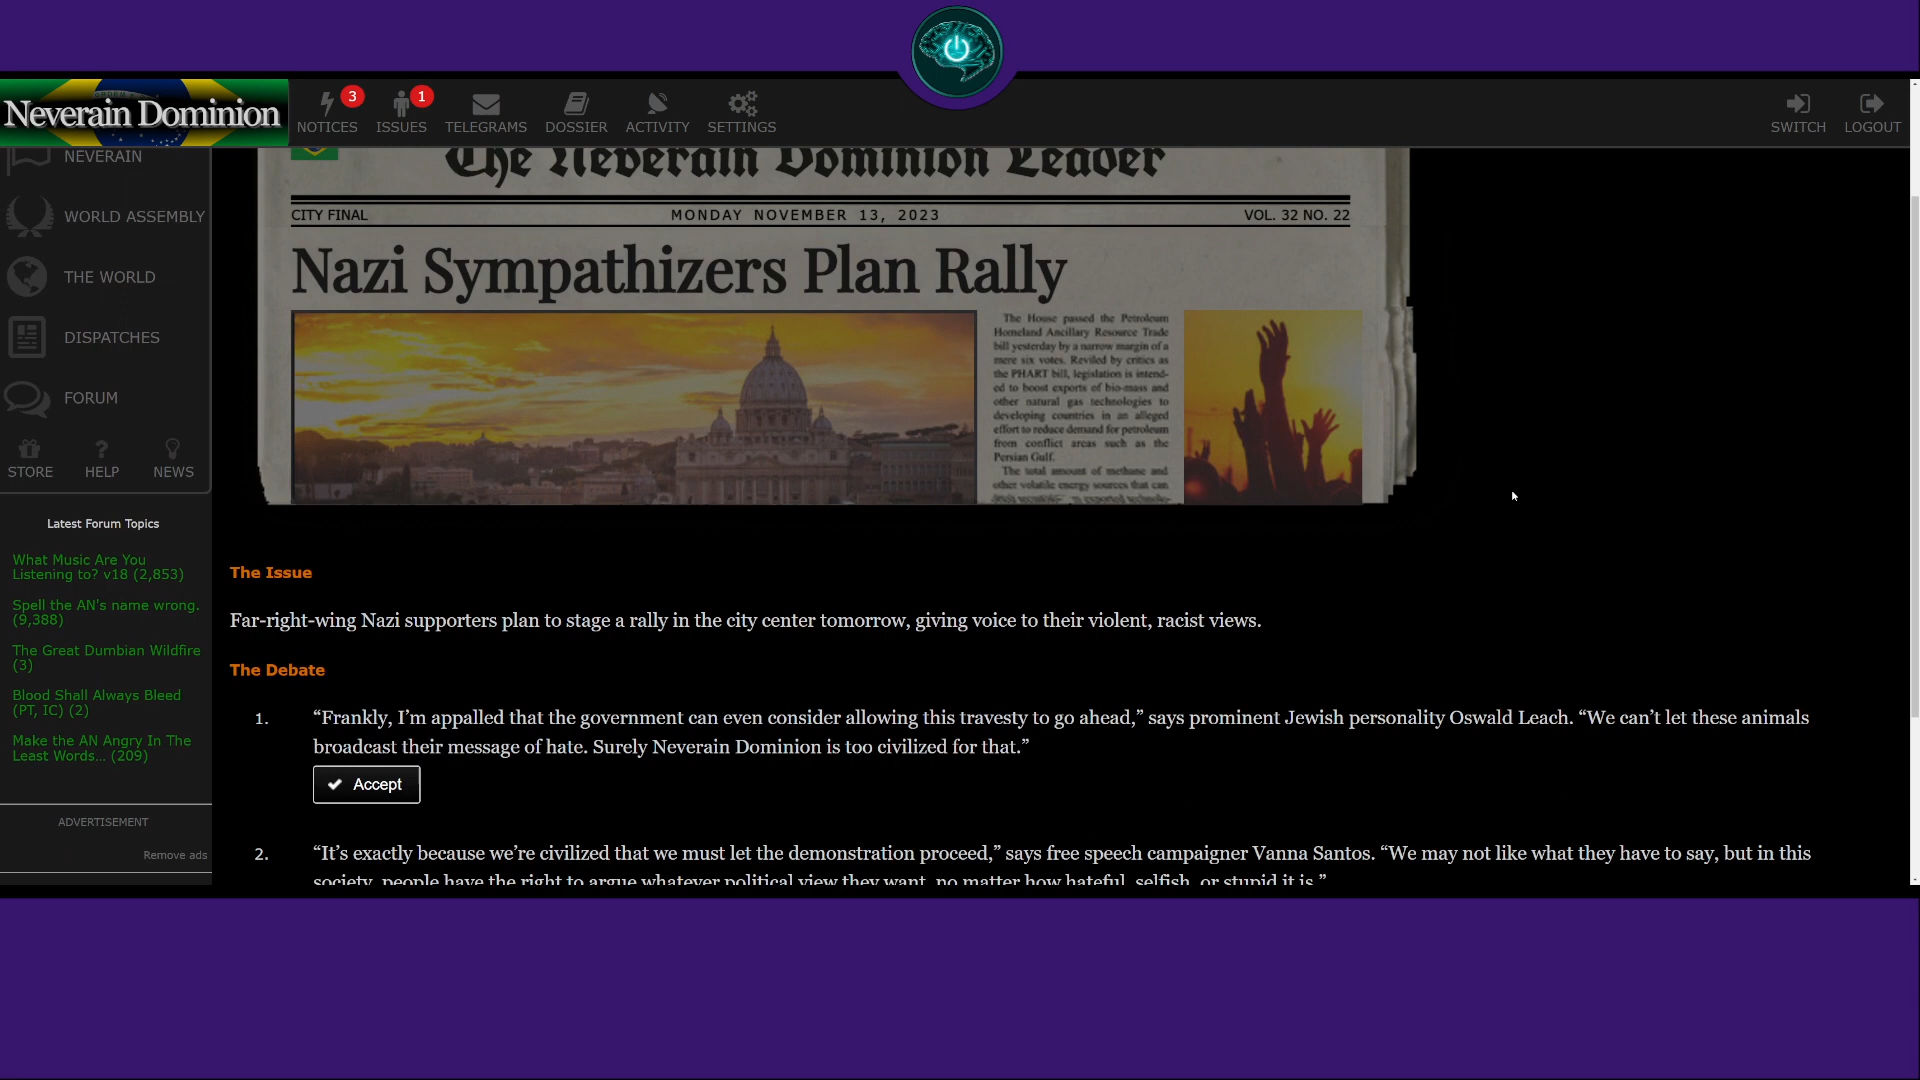 Neverain Dominion
3
NOTICES
1
ISSUES
TELEGRAMS
DOSSIER
ACTIVITY
SETTINGS
SWITCH
LOGOUT
NEVERAIN
WORLD ASSEMBLY
THE WORLD
DISPATCHES
FORUM
STORE
HELP
NEWS
Latest Forum Topics
What Music Are You
Listening to? v18 (2,853)
Spell the AN's name wrong.
(9,388)
The Great Dumbian Wildfire
(3)
Blood Shall Always Bleed
(PT, IC) (2)
Make the AN Angry In The
Least Words... (209)
ADVERTISEMENT
Remove ads
The Neverain Dominion Leader
CITY FINAL
MONDAY NOVEMBER 13, 2023
VOL. 32 NO. 22
Nazi Sympathizers Plan Rally
The House passed the Petroleum
Homeland Ancillary Resource Trade
bill yesterday by a narrow margin of a
mere six votes. Reviled by critics as
the PHART bill, legislation is intend-
ed to boost exports of bio-mass and
other natural gas technologies to
developing countries in an alleged
effort to reduce demand for petroleum
from conflict areas such as the
Persian Gulf.
The total amount of methane and
other volatile energy sources that can
The Issue
Far-right-wing Nazi supporters plan to stage a rally in the city center tomorrow, giving voice to their violent, racist views.
The Debate
1. “Frankly, I’m appalled that the government can even consider allowing this travesty to go ahead,” says prominent Jewish personality Oswald Leach. “We can’t let these animals
broadcast their message of hate. Surely Neverain Dominion is too civilized for that.”
Accept
2. “It’s exactly because we’re civilized that we must let the demonstration proceed,” says free speech campaigner Vanna Santos. “We may not like what they have to say, but in this
society, people have the right to argue whatever political view they want, no matter how hateful, selfish, or stupid it is.”